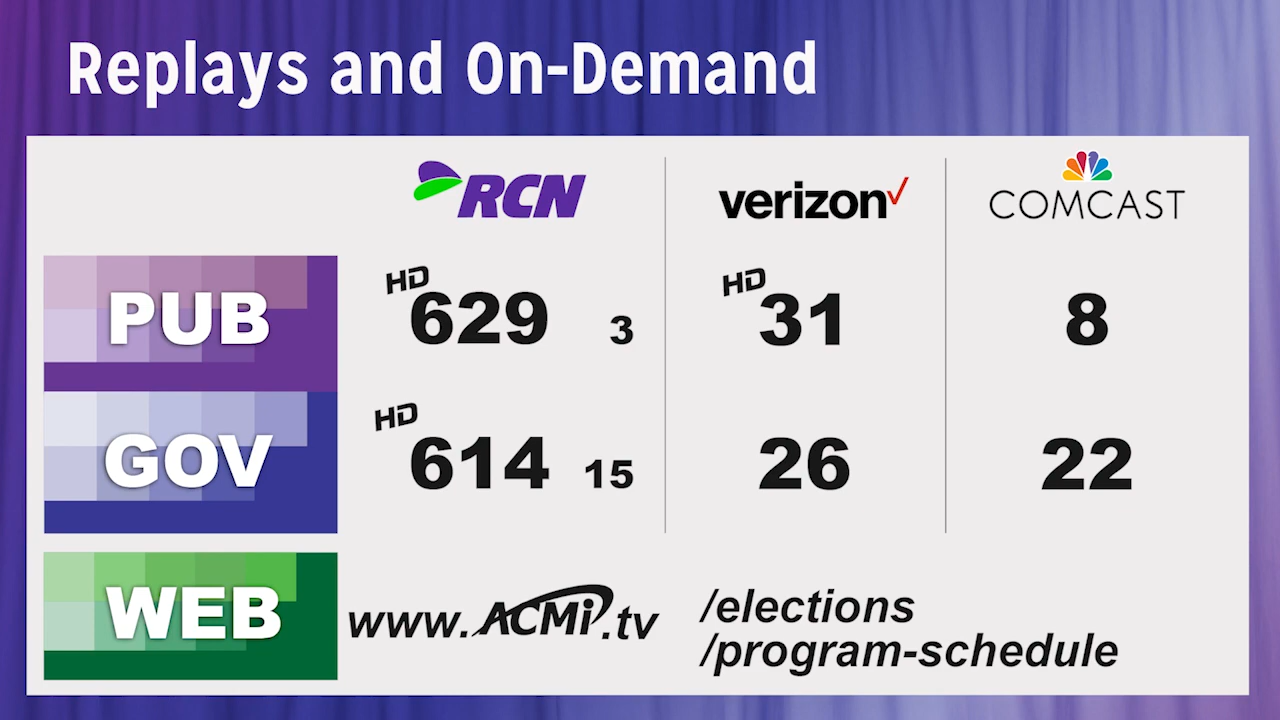 Replays and On-Demand
RCN verizon COMCAST
PUB HD 629 3 HD 31 8
GOV HD 614 15 26 22
WEB www.ACMi.tv /elections
/program-schedule